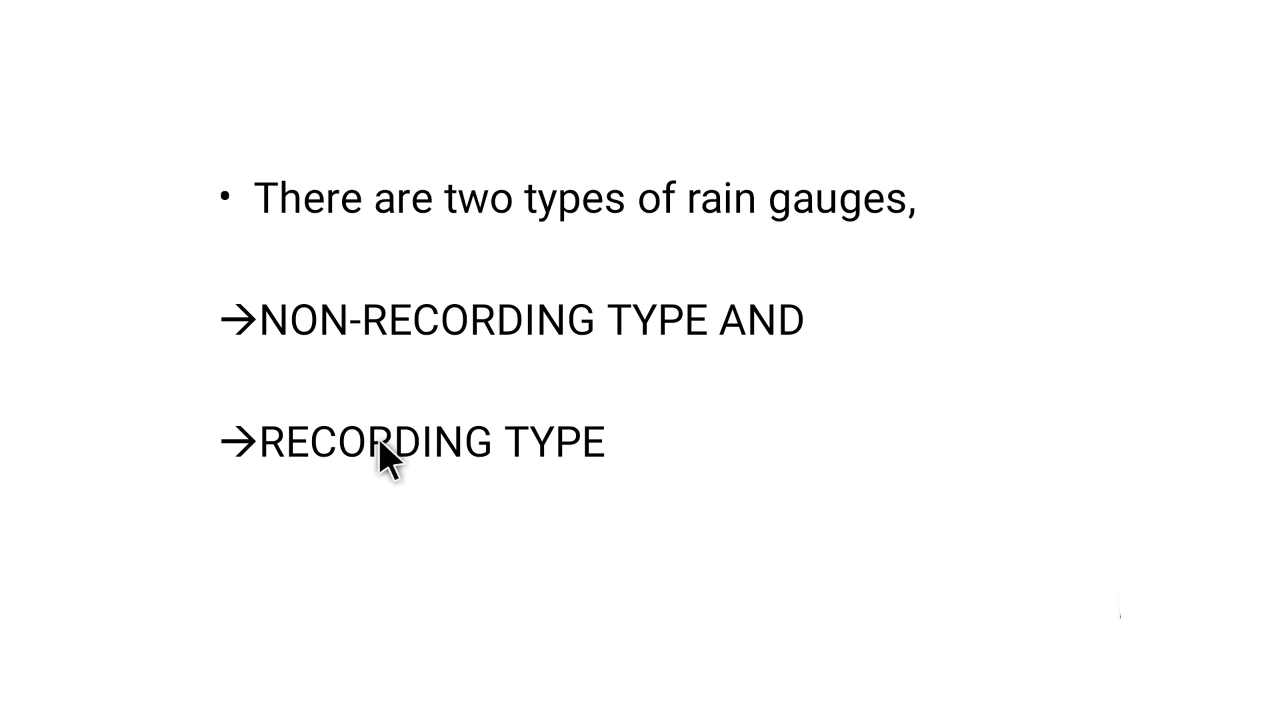 • There are two types of rain gauges,
→NON-RECORDING TYPE AND
→RECORDING TYPE